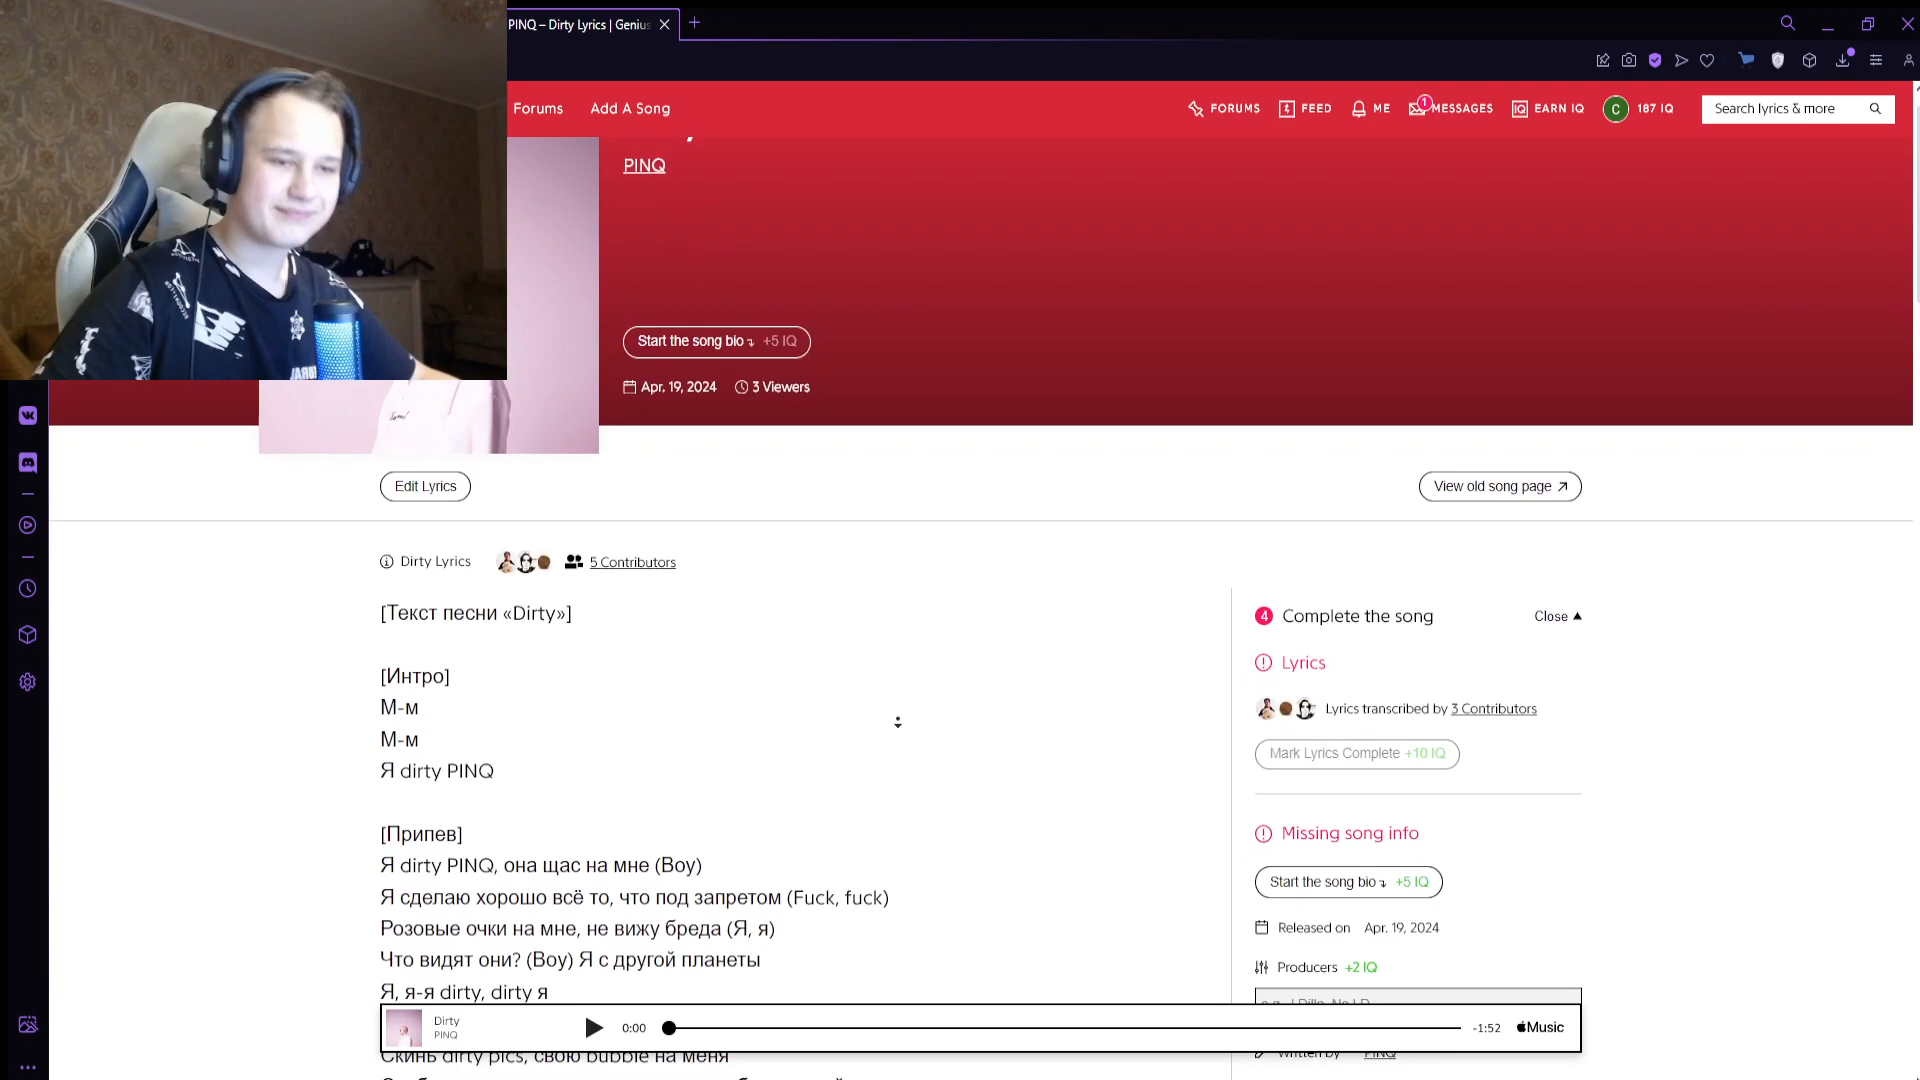 PINQ – Dirty Lyrics | Genius
Forums
Add A Song
FORUMS
FEED
ME
1
MESSAGES
EARN IQ
C
187 IQ
Search lyrics & more
PINQ
Start the song bio +5 IQ
Apr. 19, 2024
3 Viewers
Edit Lyrics
View old song page
Dirty Lyrics
5 Contributors
[Текст песни «Dirty»]
[Интро]
М-м
М-м
Я dirty PINQ
[Припев]
Я dirty PINQ, она щас на мне (Воу)
Я сделаю хорошо всё то, что под запретом (Fuck, fuck)
Розовые очки на мне, не вижу бреда (Я, я)
Что видят они? (Воу) Я с другой планеты
Я, я-я dirty, dirty я
Скинь dirty pics, свою bubble на меня
4 Complete the song
Close
Lyrics
Lyrics transcribed by 3 Contributors
Mark Lyrics Complete +10 IQ
Missing song info
Start the song bio +5 IQ
Released on Apr. 19, 2024
Producers +2 IQ
Written by PINQ
Dirty
PINQ
0:00
-1:52
Music